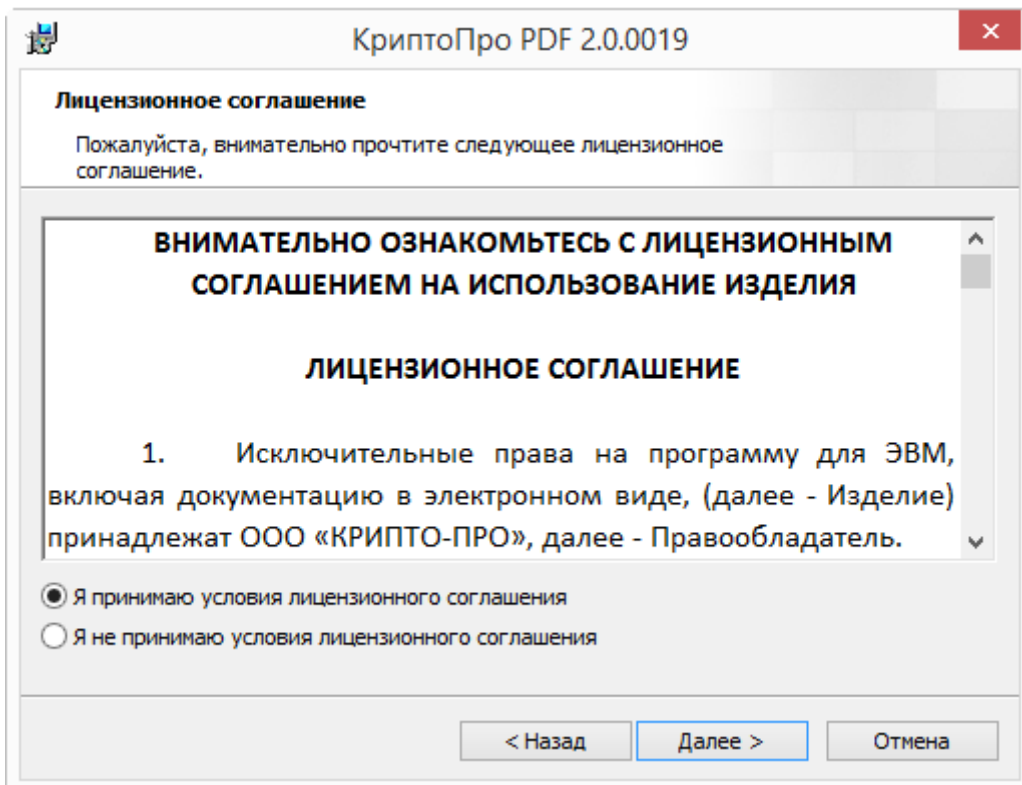 КриптоПро PDF 2.0.0019
Лицензионное соглашение
Пожалуйста, внимательно прочтите следующее лицензионное
соглашение.
ВНИМАТЕЛЬНО ОЗНАКОМЬТЕСЬ С ЛИЦЕНЗИОННЫМ
СОГЛАШЕНИЕМ НА ИСПОЛЬЗОВАНИЕ ИЗДЕЛИЯ
ЛИЦЕНЗИОННОЕ СОГЛАШЕНИЕ
1. Исключительные права на программу для ЭВМ,
включая документацию в электронном виде, (далее - Изделие)
принадлежат ООО «КРИПТО-ПРО», далее - Правообладатель.
Я принимаю условия лицензионного соглашения
Я не принимаю условия лицензионного соглашения
< Назад
Далее >
Отмена